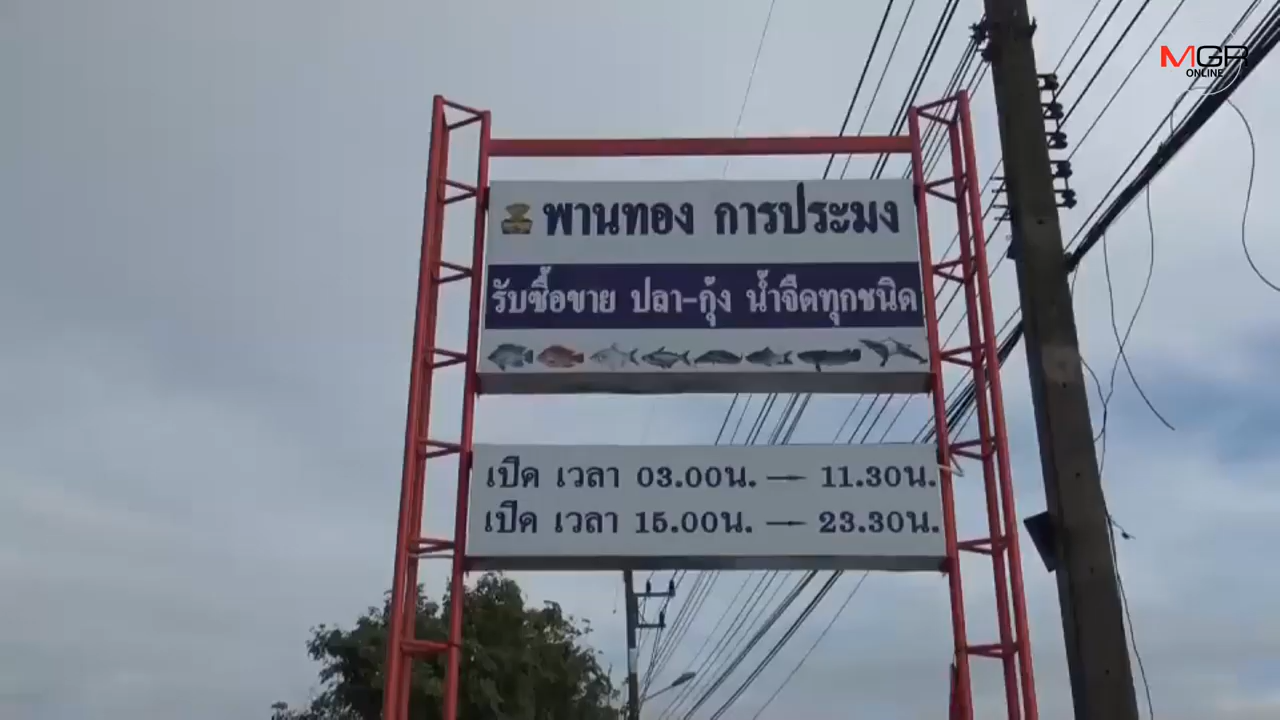 MGR
ONLINE
พานทอง การประมง
รับซื้อขาย ปลา-กุ้ง น้ำจืดทุกชนิด
เปิด เวลา 03.00น. — 11.30น.
เปิด เวลา 15.00น. — 23.30น.